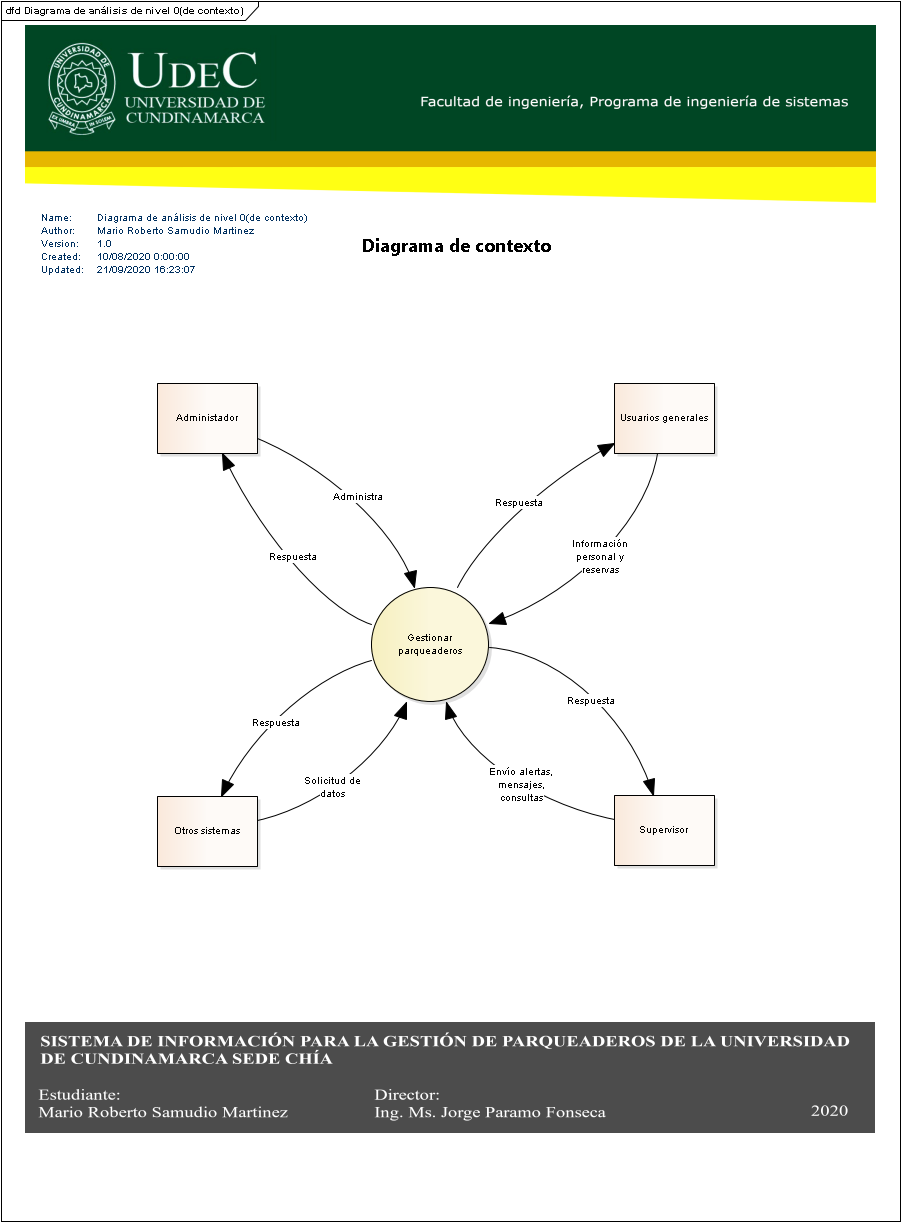 dfd Diagrama de análisis de nivel 0(de contexto)
UNIVERSIDAD DE CUNDINAMARCA
UDEC
UNIVERSIDAD DE
CUNDINAMARCA
Facultad de ingeniería, Programa de ingeniería de sistemas
Name: Diagrama de análisis de nivel 0(de contexto)
Author: Mario Roberto Samudio Martinez
Version: 1.0
Created: 10/08/2020 0:00:00
Updated: 21/09/2020 16:23:07
Diagrama de contexto
Administador
Usuarios generales
Administra
Respuesta
Respuesta
Información
personal y
reservas
Gestionar
parqueaderos
Respuesta
Respuesta
Solicitud de
datos
Envío alertas,
mensajes,
consultas
Otros sistemas
Supervisor
SISTEMA DE INFORMACIÓN PARA LA GESTIÓN DE PARQUEADEROS DE LA UNIVERSIDAD
DE CUNDINAMARCA SEDE CHÍA
Estudiante:
Mario Roberto Samudio Martinez
Director:
Ing. Ms. Jorge Paramo Fonseca
2020